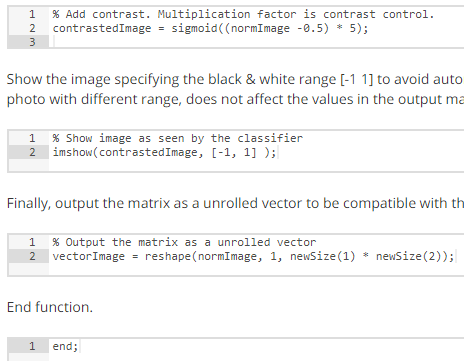 1 % Add contrast. Multiplication factor is contrast control.
2 contrastedImage = sigmoid((normImage -0.5) * 5);
3
Show the image specifying the black & white range [-1 1] to avoid auto
photo with different range, does not affect the values in the output ma
1 % Show image as seen by the classifier
2 imshow(contrastedImage, [-1, 1] );
Finally, output the matrix as a unrolled vector to be compatible with th
1 % Output the matrix as a unrolled vector
2 vectorImage = reshape(normImage, 1, newSize(1) * newSize(2));
End function.
1 end;